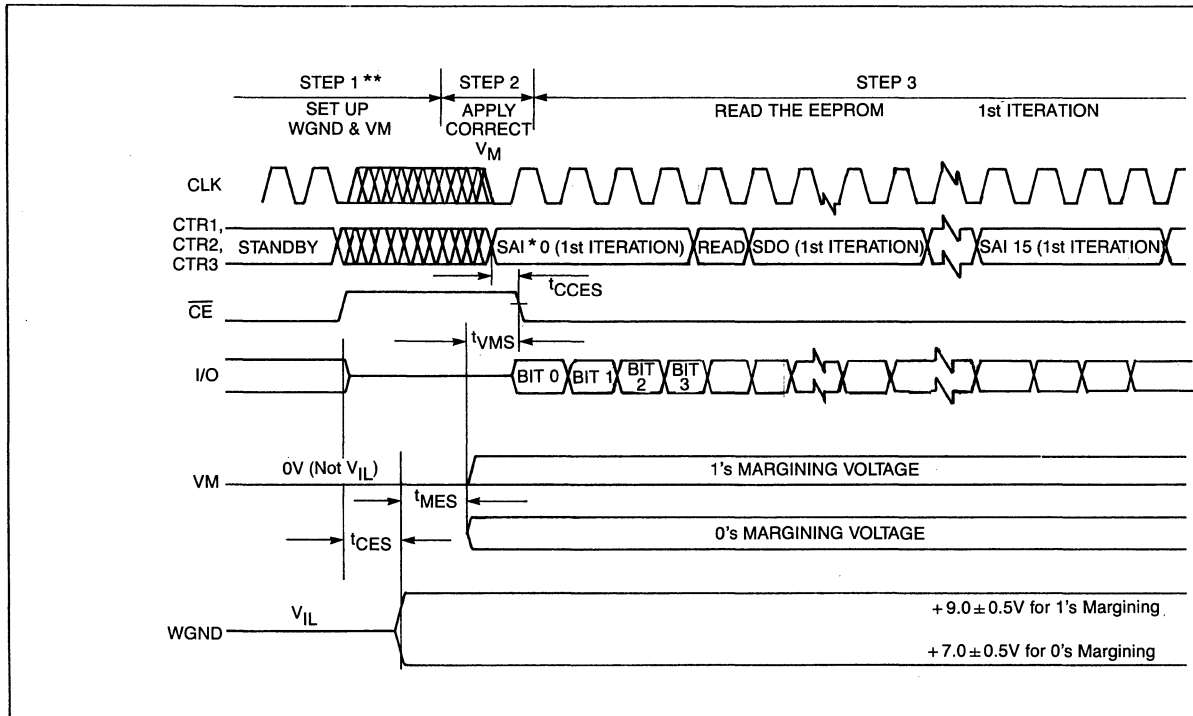 STEP 1 ** STEP 2 STEP 3
SET UP WGND & VM
APPLY CORRECT VM
READ THE EEPROM 1st ITERATION
CLK
CTR1,
CTR2,
CTR3
STANDBY SAI * 0 (1st ITERATION) READ SDO (1st ITERATION) SAI 15 (1st ITERATION)
tCCES
CE
tVMS
I/O
BIT 0 BIT 1 BIT 2 BIT 3
VM
0V (Not VIL)
1's MARGINING VOLTAGE
tMES
0's MARGINING VOLTAGE
tCES
WGND
VIL
+9.0 ± 0.5V for 1's Margining
+7.0 ± 0.5V for 0's Margining